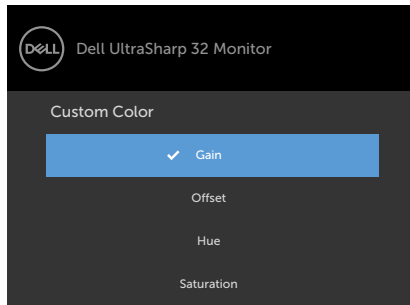 DELL
Dell UltraSharp 32 Monitor
Custom Color
Gain
Offset
Hue
Saturation